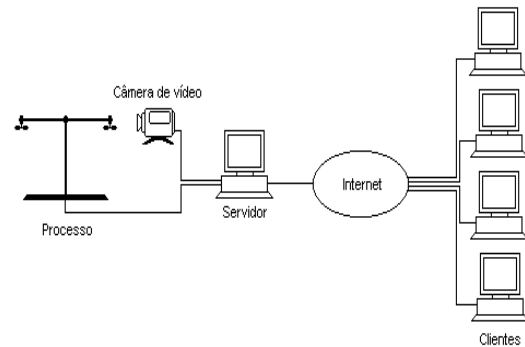 Câmera de vídeo
Processo
Servidor
Internet
Clientes